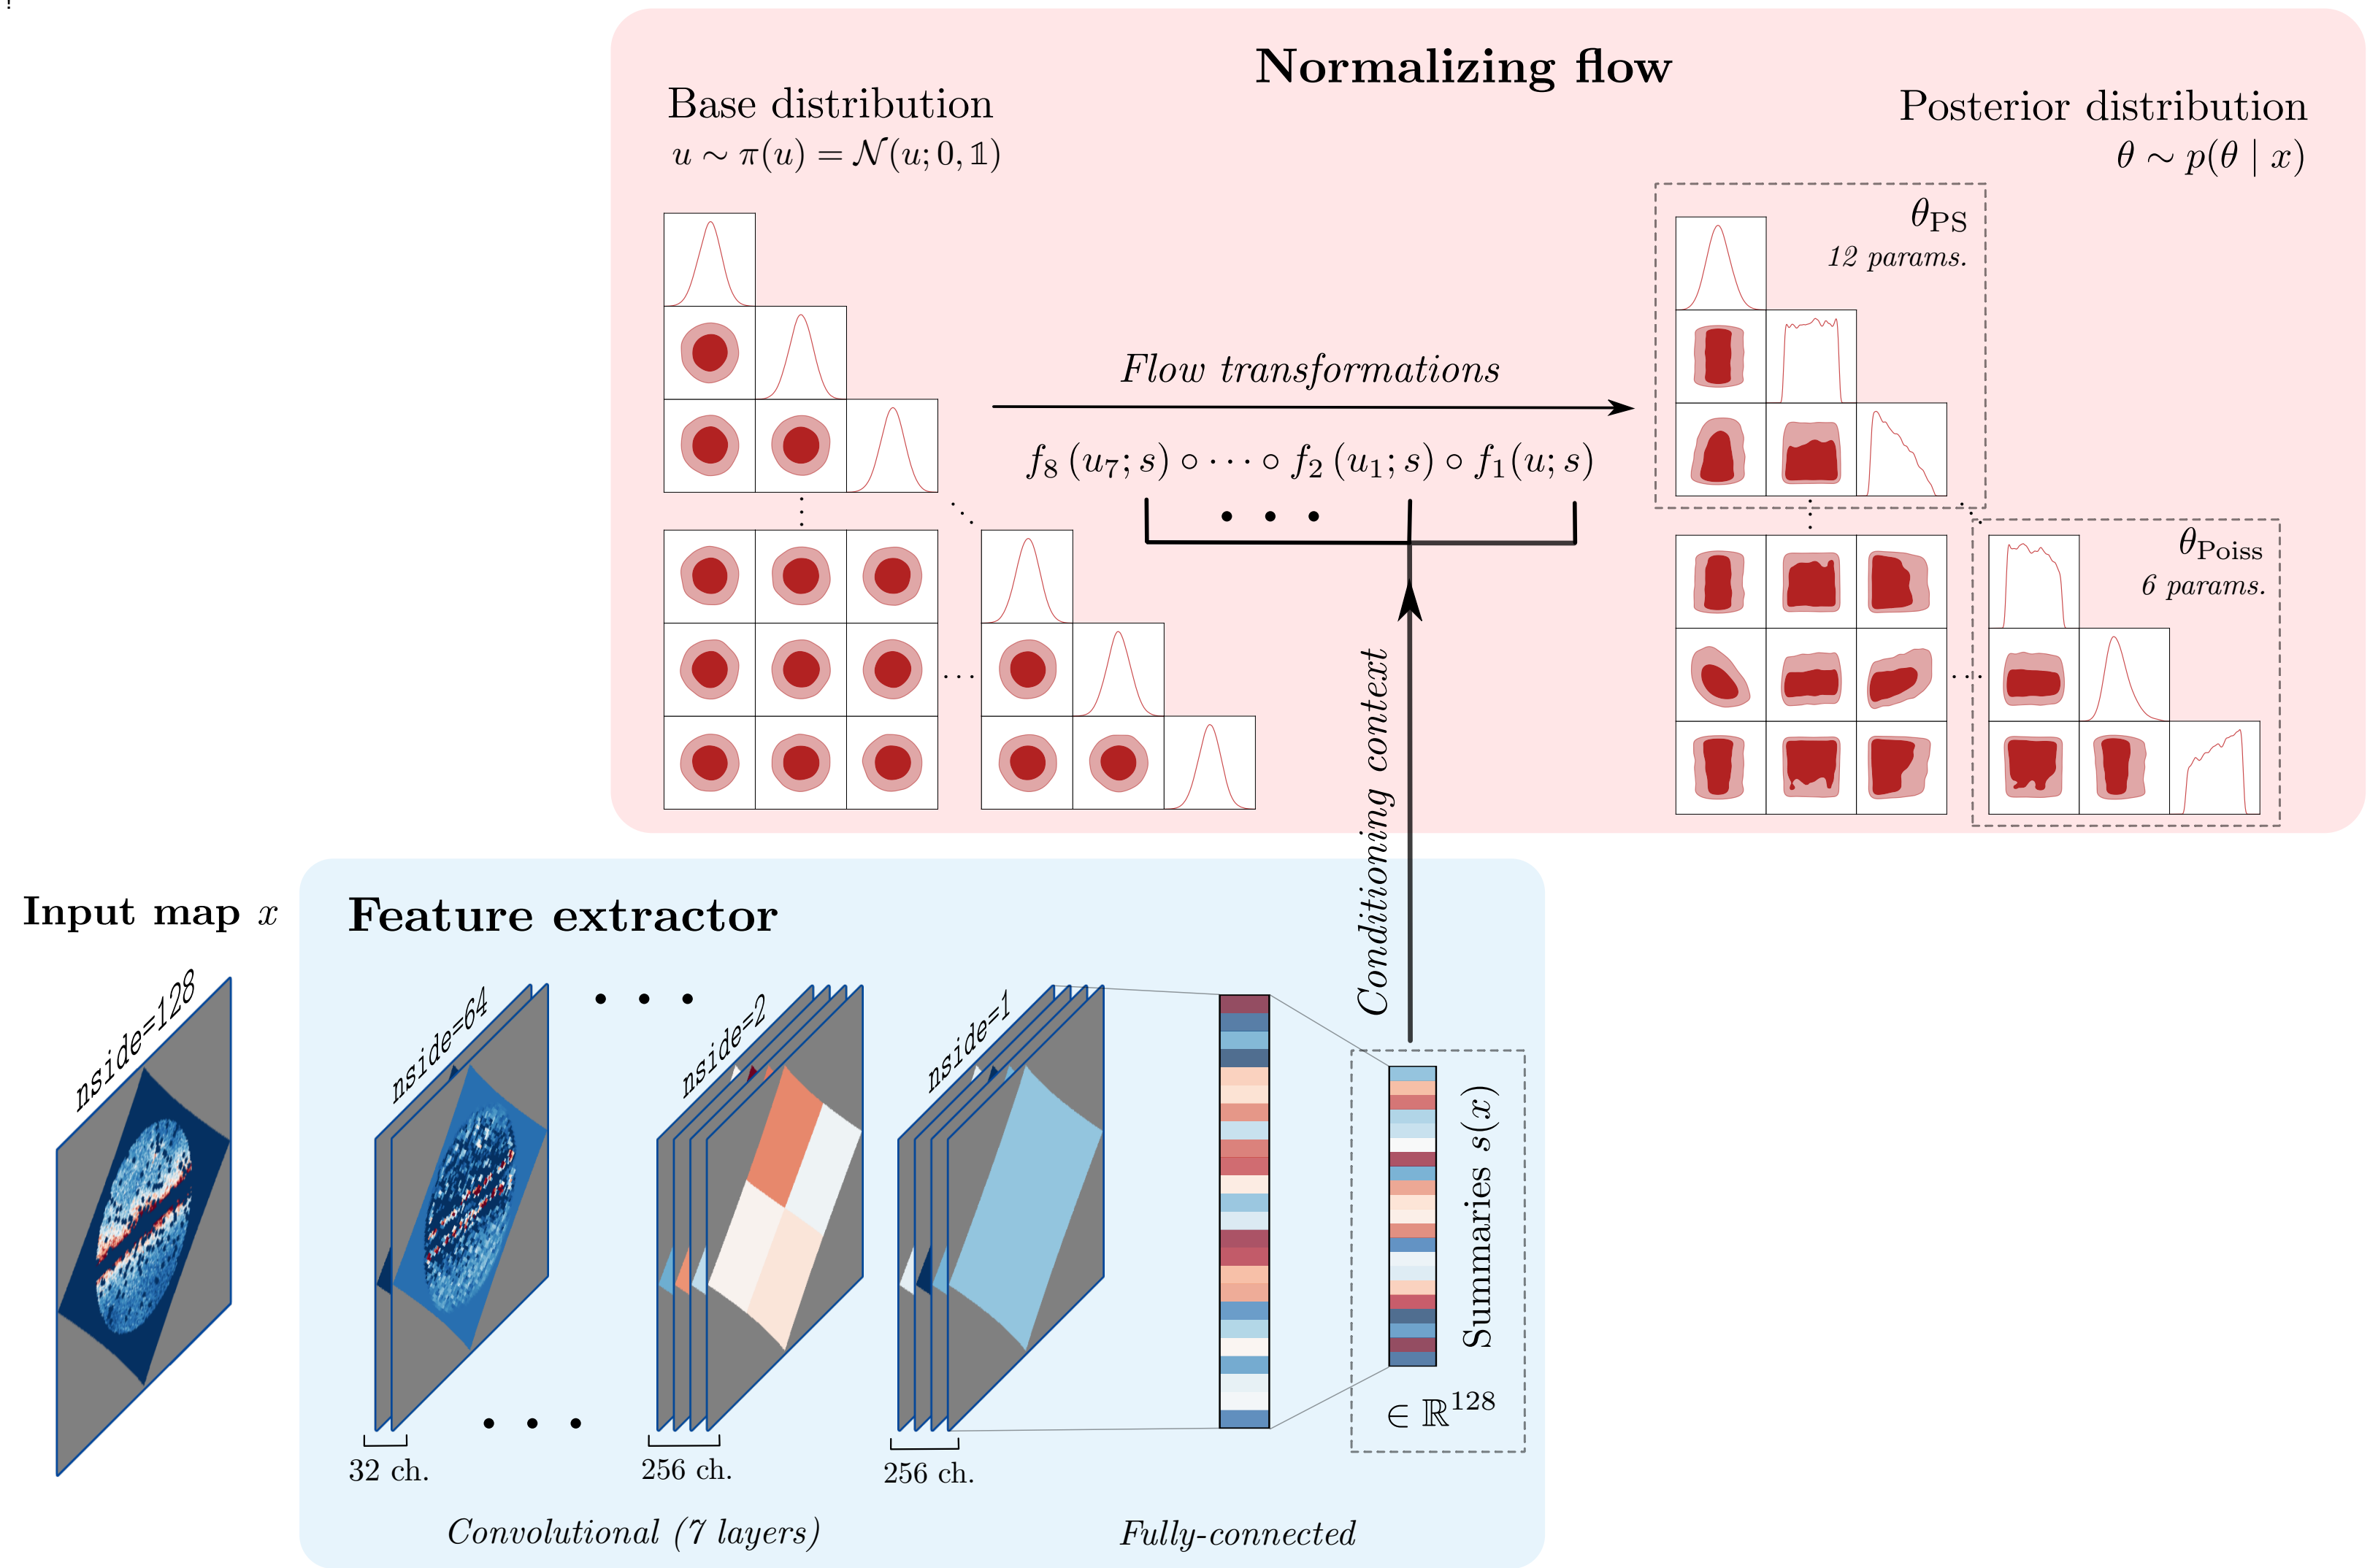 Normalizing flow
Base distribution
u ∼ π(u) = 𝒩(u; 0, 𝟙)
Posterior distribution
θ ∼ p(θ | x)
θ_PS
12 params.
Flow transformations
f₈ (u₇; s) ∘ ⋯ ∘ f₂ (u₁; s) ∘ f₁(u; s)
θ_Poiss
6 params.
Conditioning context
Input map x
Feature extractor
nside=128
nside=64
nside=2
nside=1
Summaries s(x)
∈ ℝ¹²⁸
32 ch.
256 ch.
256 ch.
Convolutional (7 layers)
Fully-connected